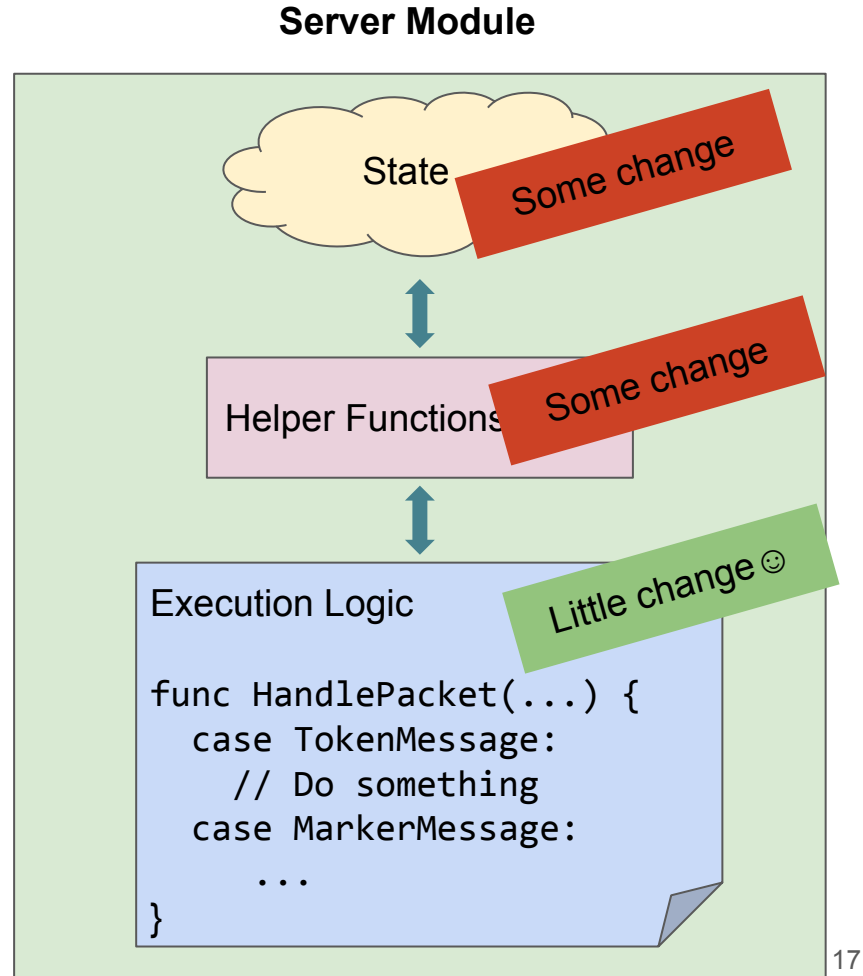 Server Module
State
Some change
Helper Functions
Some change
Little change☺
Execution Logic
func HandlePacket(...) {
  case TokenMessage:
    // Do something
  case MarkerMessage:
     ...
}
17